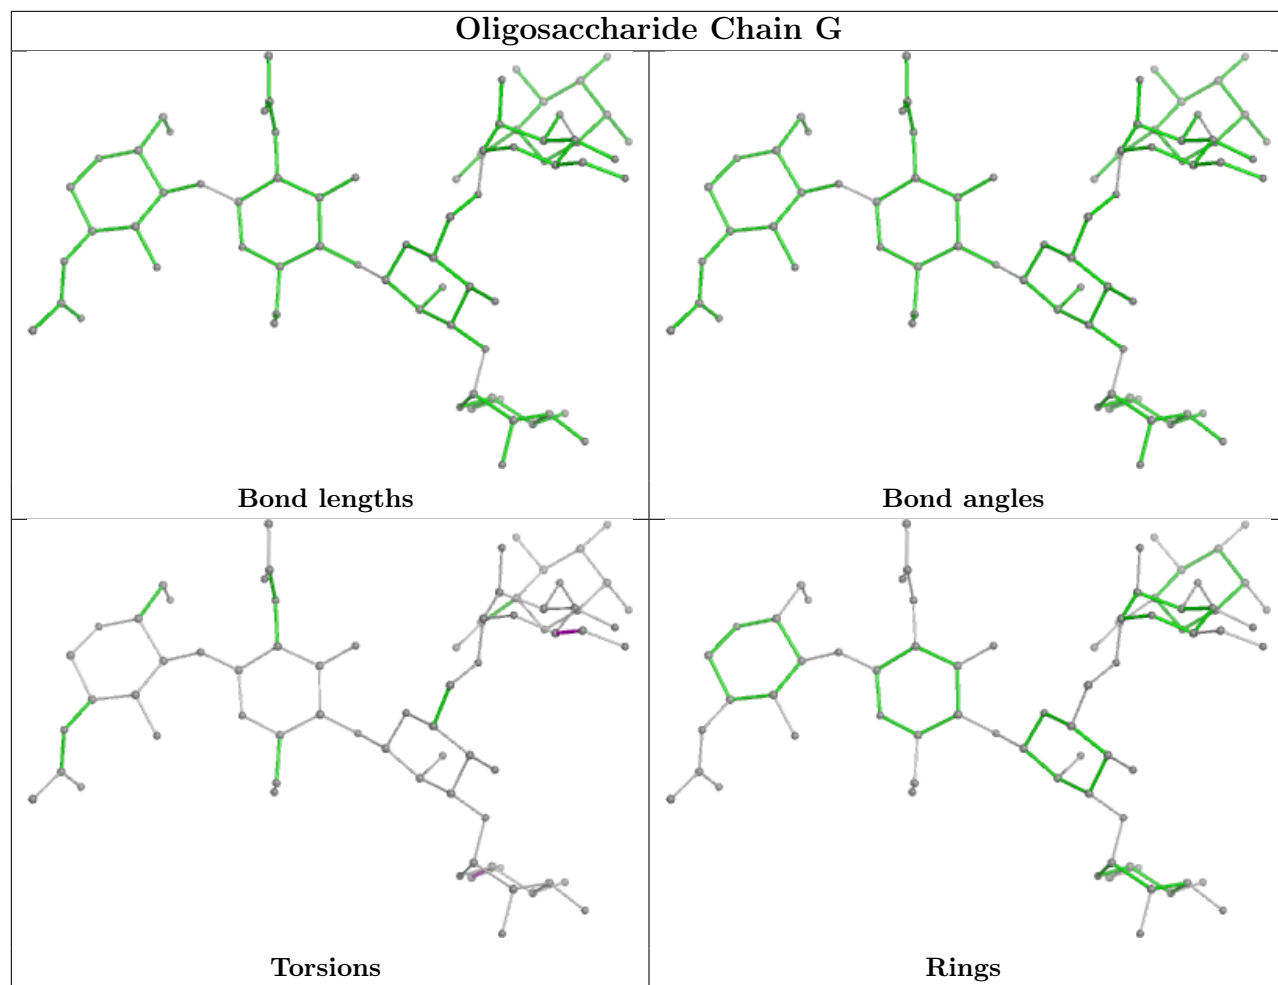 Oligosaccharide Chain G
Bond lengths
Bond angles
Torsions
Rings